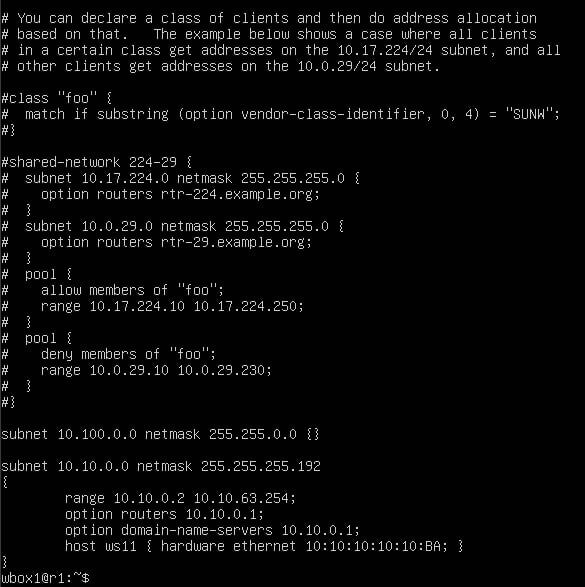 # You can declare a class of clients and then do address allocation
# based on that.   The example below shows a case where all clients
# in a certain class get addresses on the 10.17.224/24 subnet, and all
# other clients get addresses on the 10.0.29/24 subnet.

#class "foo" {
#  match if substring (option vendor-class-identifier, 0, 4) = "SUNW";
#}

#shared-network 224-29 {
#  subnet 10.17.224.0 netmask 255.255.255.0 {
#    option routers rtr-224.example.org;
#  }
#  subnet 10.0.29.0 netmask 255.255.255.0 {
#    option routers rtr-29.example.org;
#  }
#  pool {
#    allow members of "foo";
#    range 10.17.224.10 10.17.224.250;
#  }
#  pool {
#    deny members of "foo";
#    range 10.0.29.10 10.0.29.230;
#  }
#}

subnet 10.100.0.0 netmask 255.255.0.0 {}

subnet 10.10.0.0 netmask 255.255.255.192
{
        range 10.10.0.2 10.10.63.254;
        option routers 10.10.0.1;
        option domain-name-servers 10.10.0.1;
        host ws11 { hardware ethernet 10:10:10:10:10:BA; }
}
wbox1@r1:~$